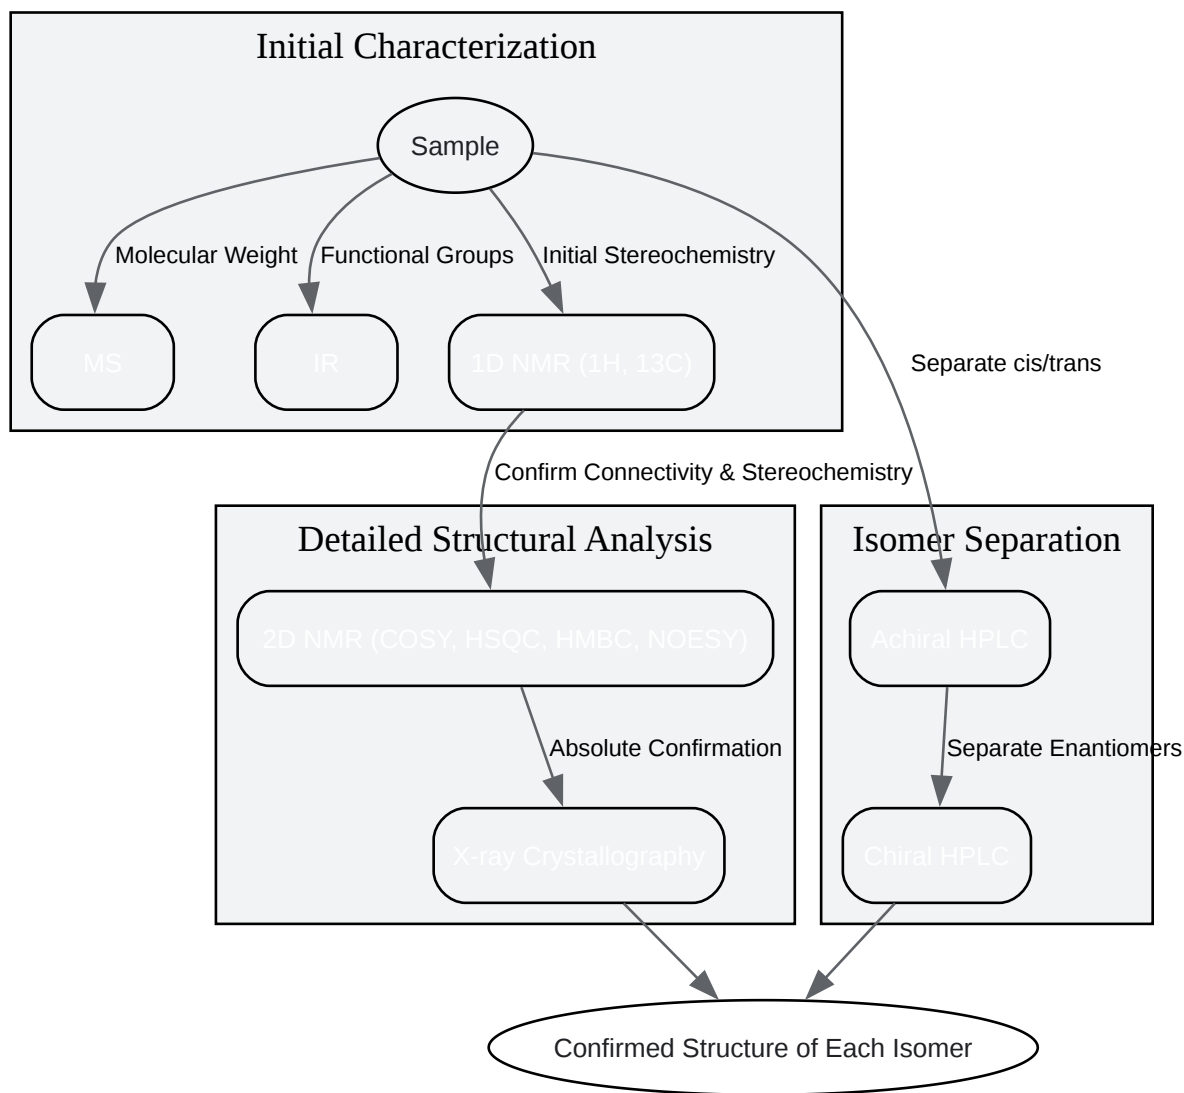 Initial Characterization
Sample
Molecular Weight
Functional Groups
Initial Stereochemistry
MS
IR
1D NMR (1H, 13C)
Separate cis/trans
Confirm Connectivity & Stereochemistry
Detailed Structural Analysis
Isomer Separation
2D NMR (COSY, HSQC, HMBC, NOESY)
Achiral HPLC
Absolute Confirmation
Separate Enantiomers
X-ray Crystallography
Chiral HPLC
Confirmed Structure of Each Isomer